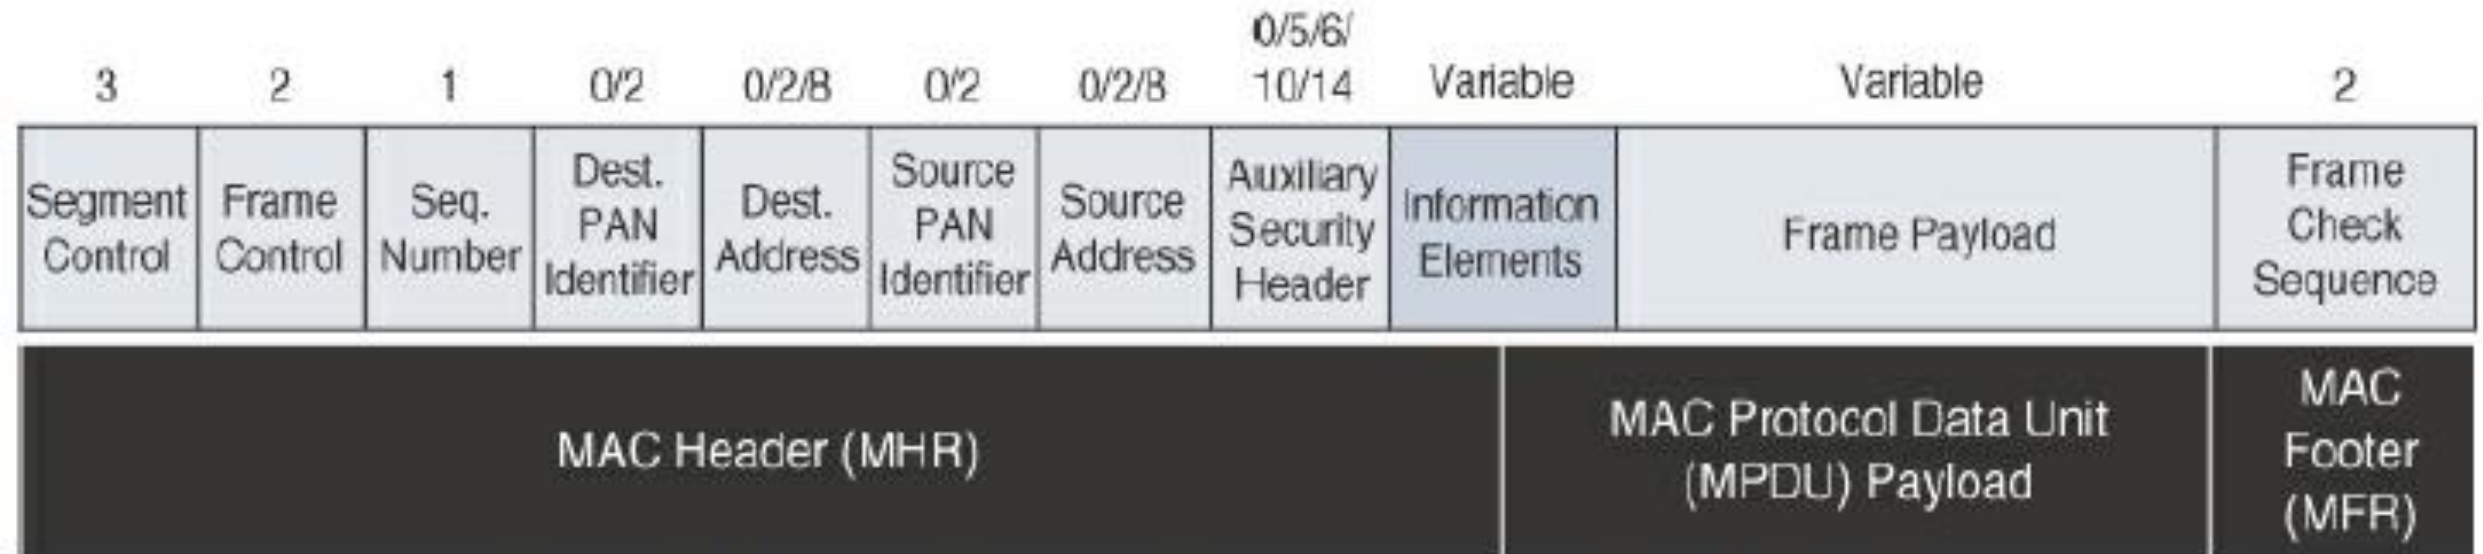 0/5/6/
3 2 1 0/2 0/2/8 0/2 0/2/8 10/14 Variable Variable 2
Segment
Control
Frame
Control
Seq.
Number
Dest.
PAN
Identifier
Dest.
Address
Source
PAN
Identifier
Source
Address
Auxiliary
Security
Header
Information
Elements
Frame Payload
Frame
Check
Sequence
MAC Header (MHR)
MAC Protocol Data Unit
(MPDU) Payload
MAC
Footer
(MFR)